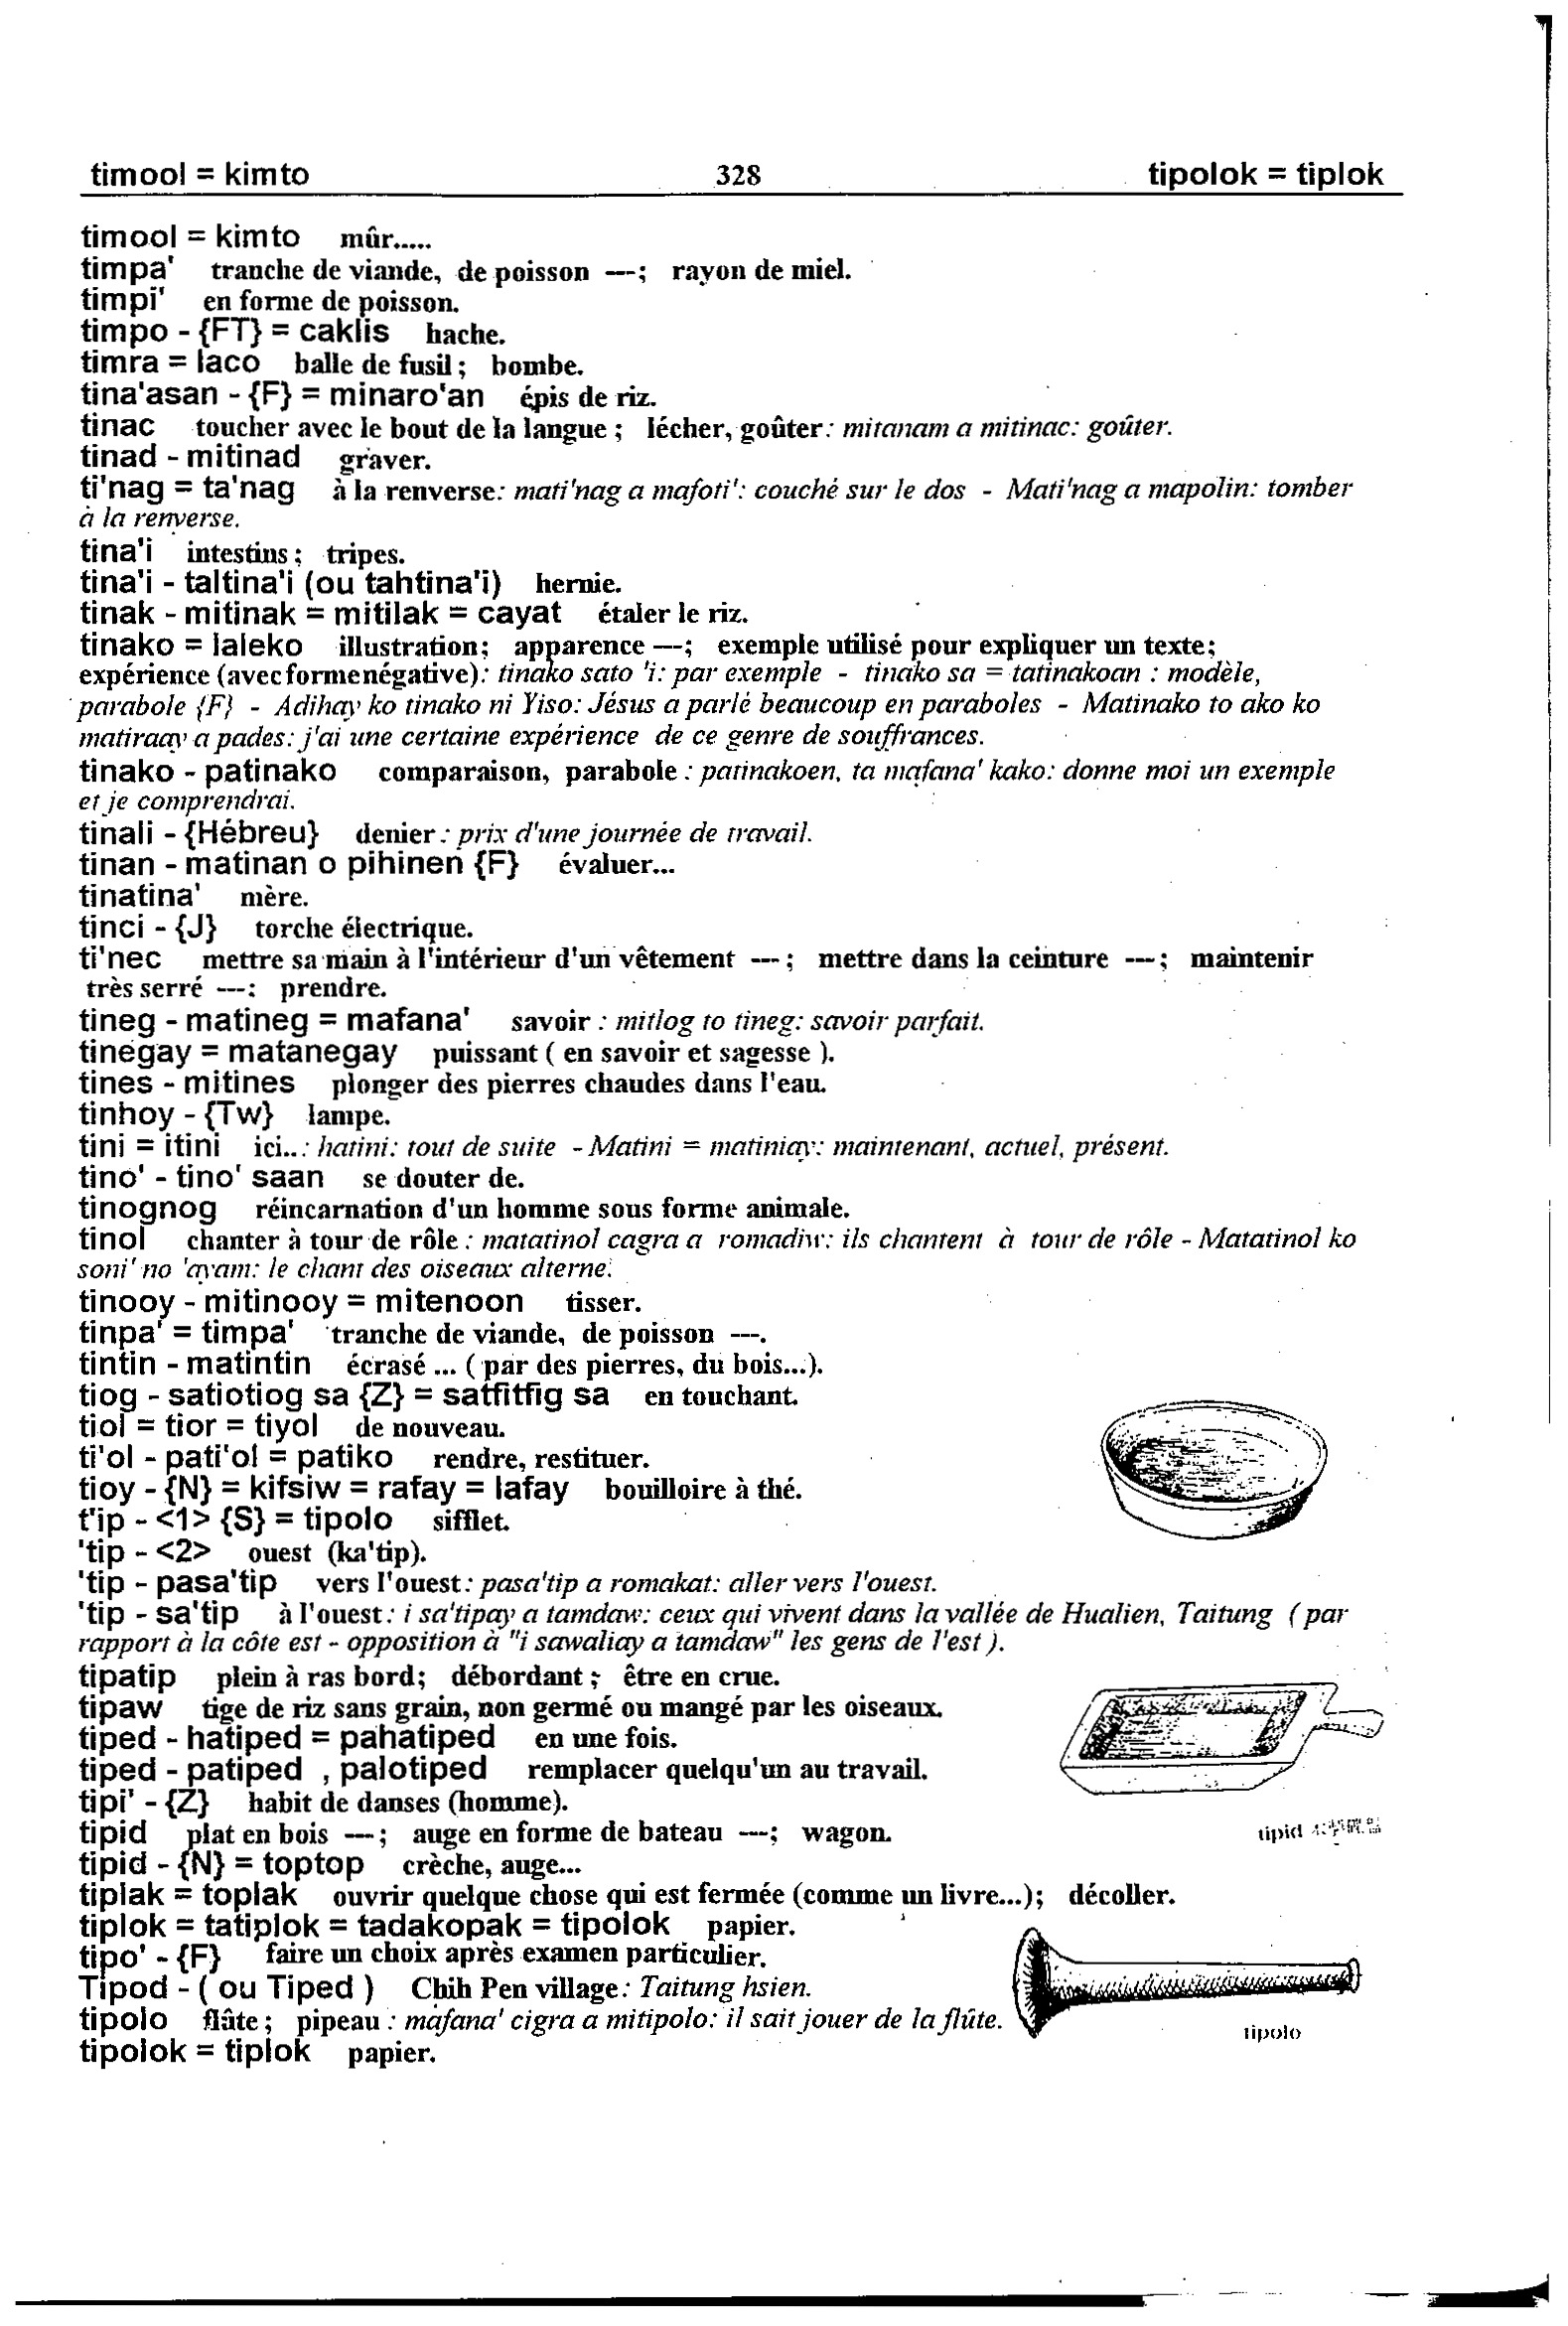 timool = kimto 328 tipolok = tiplok
timool = kimto mûr.....
timpa' tranche de viande, de poisson ---; rayon de miel.
timpi' en forme de poisson.
timpo - {FT} = caklis hache.
timra = laco balle de fusil ; bombe.
tina'asan - {F} = minaro'an épis de riz.
tinac toucher avec le bout de la langue ; lécher, goûter: mitanam a mitinac: goûter.
tinad - mitinad graver.
ti'nag = ta'nag à la renverse: mati'nag a mafoti': couché sur le dos - Mati'nag a mapolin: tomber
à la renverse.
tina'i intestins ; tripes.
tina'i - taltina'i (ou tahtina'i) hernie.
tinak - mitinak = mitilak = cayat étaler le riz.
tinako = laleko illustration; apparence ---; exemple utilisé pour expliquer un texte;
expérience (avec forme négative): tinako sato 'i: par exemple - tinako sa = tatinakoan : modèle,
parabole {F} - Adihay ko tinako ni Yiso: Jésus a parlé beaucoup en paraboles - Matinako to ako ko
matiraay a pades: j'ai une certaine expérience de ce genre de souffrances.
tinako - patinako comparaison, parabole : patinakoen, ta mafana' kako: donne moi un exemple
et je comprendrai.
tinali - {Hébreu} denier : prix d'une journée de travail.
tinan - matinan o pihinen {F} évaluer...
tinatina' mère.
tinci - {J} torche électrique.
ti'nec mettre sa main à l'intérieur d'un vêtement --- ; mettre dans la ceinture ---; maintenir
très serré ---: prendre.
tineg - matineg = mafana' savoir : mitlog to tineg: savoir parfait.
tinegay = matanegay puissant ( en savoir et sagesse ).
tines - mitines plonger des pierres chaudes dans l'eau.
tinhoy - {Tw} lampe.
tini = itini ici.. : hatini: tout de suite - Matini = matiniay: maintenant, actuel, présent.
tino' - tino' saan se douter de.
tinognog réincarnation d'un homme sous forme animale.
tinol chanter à tour de rôle : matatinol cagra a romadiw: ils chantent à tour de rôle - Matatinol ko
soni' no 'ayam: le chant des oiseaux alterne.
tinooy - mitinooy = mitenoon tisser.
tinpa' = timpa' tranche de viande, de poisson ---.
tintin - matintin écrasé ... ( par des pierres, du bois...).
tiog - satiotiog sa {Z} = satfitfig sa en touchant.
tiol = tior = tiyol de nouveau.
ti'ol - pati'ol = patiko rendre, restituer.
tioy - {N} = kifsiw = rafay = lafay bouilloire à thé.
t'ip - <1> {S} = tipolo sifflet.
'tip - <2> ouest (ka'tip).
'tip - pasa'tip vers l'ouest: pasa'tip a romakat: aller vers l'ouest.
'tip - sa'tip à l'ouest: i sa'tipay a tamdaw: ceux qui vivent dans la vallée de Hualien, Taitung ( par
rapport à la côte est - opposition à "i sawaliay a tamdaw" les gens de l'est ).
tipatip plein à ras bord; débordant ; être en crue.
tipaw tige de riz sans grain, non germé ou mangé par les oiseaux.
tiped - hatiped = pahatiped en une fois.
tiped - patiped , palotiped remplacer quelqu'un au travail.
tipi' - {Z} habit de danses (homme).
tipid plat en bois --- ; auge en forme de bateau ---; wagon.
tipid
tipid - {N} = toptop crèche, auge...
tiplak = toplak ouvrir quelque chose qui est fermée (comme un livre...); décoller.
tiplok = tatiplok = tadakopak = tipolok papier.
tipo' - {F} faire un choix après examen particulier.
Tipod - ( ou Tiped ) Chih Pen village: Taitung hsien.
tipolo flûte ; pipeau : mafana' cigra a mitipolo: il sait jouer de la flûte.
tipolo
tipolok = tiplok papier.